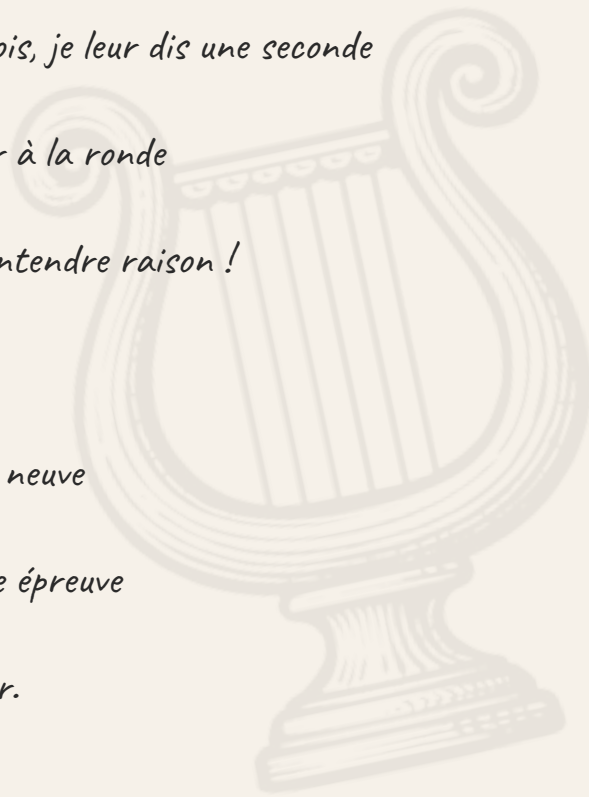 ois, je leur dis une seconde
r à la ronde
ntendre raison !
neuve
e épreuve
r.